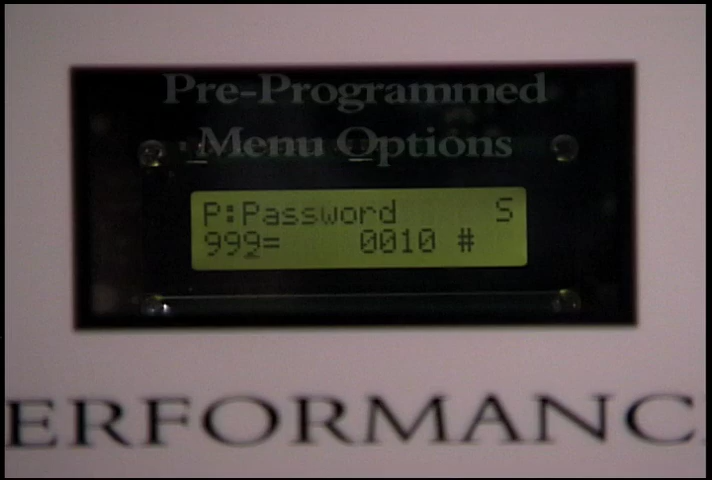 Pre-Programmed
Menu Options
P:Password S
999= 0010 #
ERFORMANC